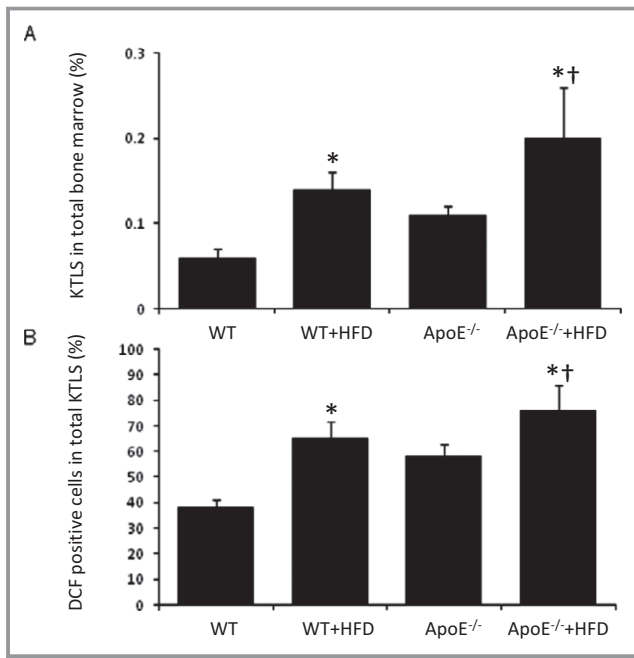 A
KTLS in total bone marrow (%)
0.3
0.2
0.1
0
*
*†
WT
WT+HFD
ApoE⁻/⁻
ApoE⁻/⁻+HFD
B
DCF positive cells in total KTLS (%)
100
90
80
70
60
50
40
30
20
10
0
*
*†
WT
WT+HFD
ApoE⁻/⁻
ApoE⁻/⁻+HFD